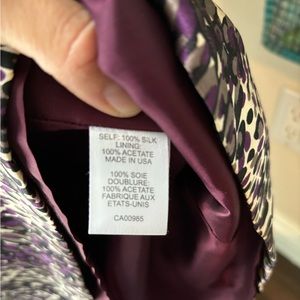 SELF: 100% SILK
LINING:
100% ACETATE
MADE IN USA
100% SOIE
DOUBLURE:
100% ACETATE
FABRIQUE AUX
ETATS-UNIS
CA00985